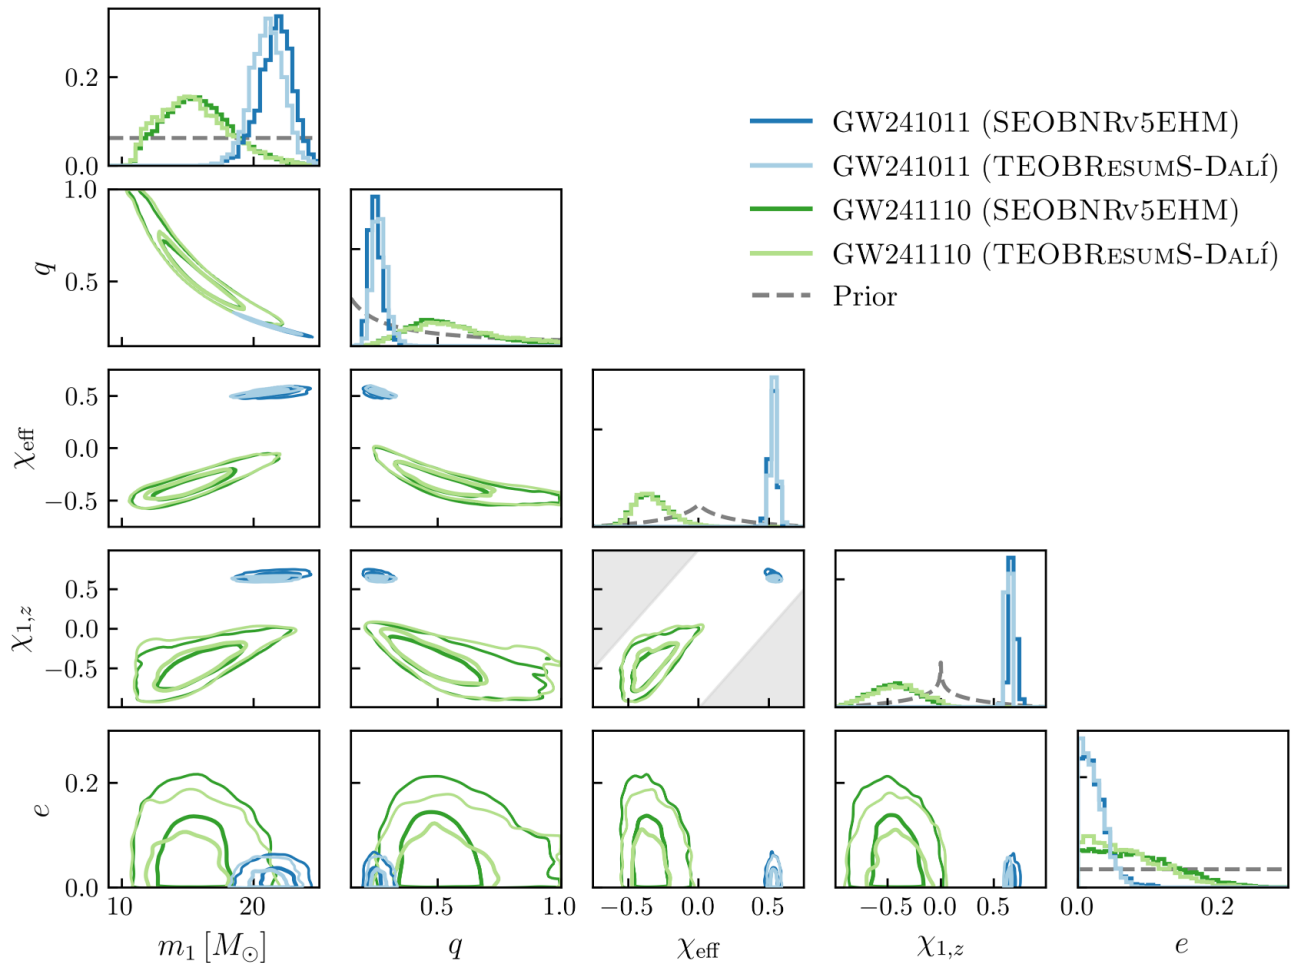 0.2
0.0
GW241011 (SEOBNRv5EHM)
GW241011 (TEOBResumS-Dalí)
GW241110 (SEOBNRv5EHM)
GW241110 (TEOBResumS-Dalí)
Prior
1.0
0.5
q
0.5
0.0
−0.5
χeff
0.5
0.0
−0.5
χ1,z
0.2
0.0
e
10 20
0.5 1.0
−0.5 0.0 0.5
−0.5 0.0 0.5
0.0 0.2
m1 [M⊙] q χeff χ1,z e